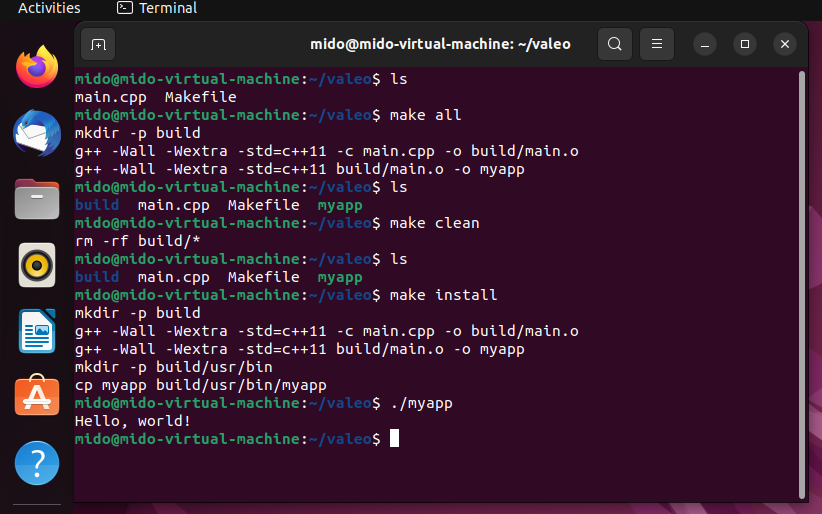 Activities Terminal
mido@mido-virtual-machine: ~/valeo
mido@mido-virtual-machine:~/valeo$ ls
main.cpp  Makefile
mido@mido-virtual-machine:~/valeo$ make all
mkdir -p build
g++ -Wall -Wextra -std=c++11 -c main.cpp -o build/main.o
g++ -Wall -Wextra -std=c++11 build/main.o -o myapp
mido@mido-virtual-machine:~/valeo$ ls
build  main.cpp  Makefile  myapp
mido@mido-virtual-machine:~/valeo$ make clean
rm -rf build/*
mido@mido-virtual-machine:~/valeo$ ls
build  main.cpp  Makefile  myapp
mido@mido-virtual-machine:~/valeo$ make install
mkdir -p build
g++ -Wall -Wextra -std=c++11 -c main.cpp -o build/main.o
g++ -Wall -Wextra -std=c++11 build/main.o -o myapp
mkdir -p build/usr/bin
cp myapp build/usr/bin/myapp
mido@mido-virtual-machine:~/valeo$ ./myapp
Hello, world!
mido@mido-virtual-machine:~/valeo$